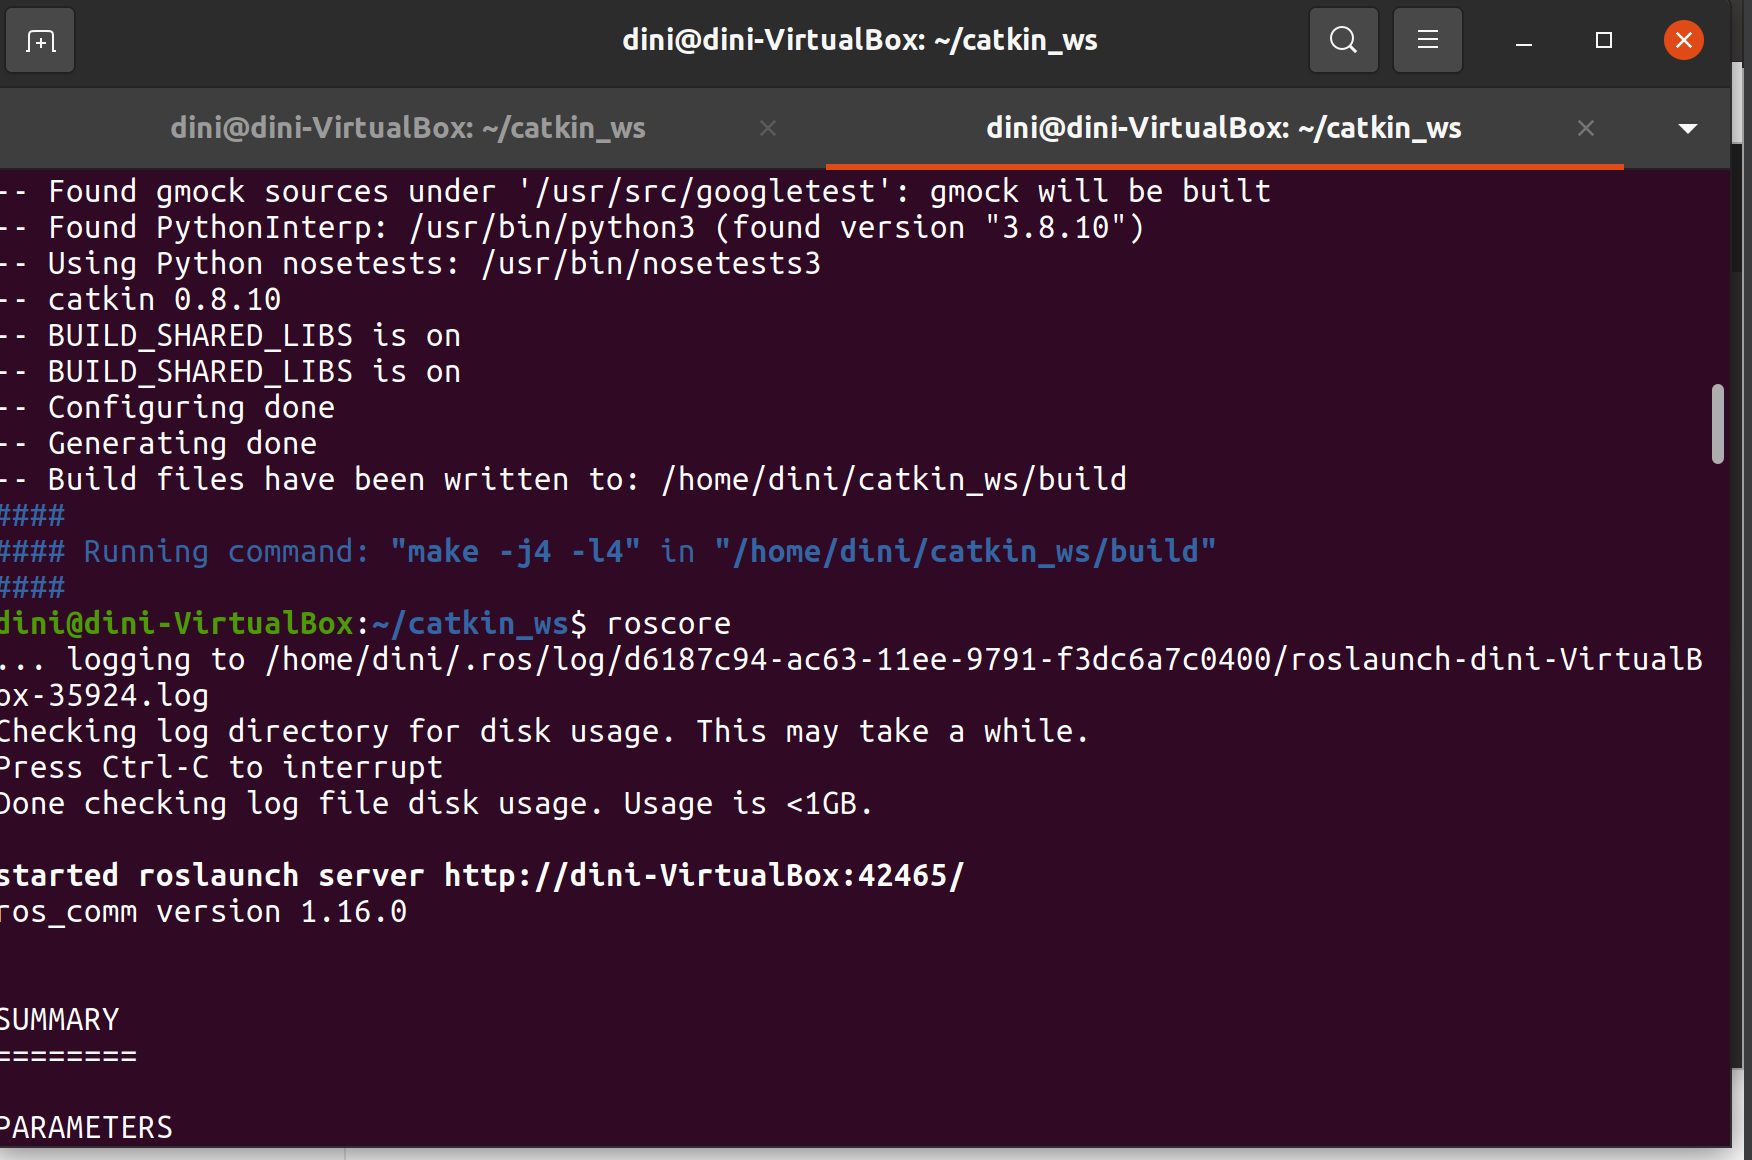 dini@dini-VirtualBox: ~/catkin_ws
dini@dini-VirtualBox: ~/catkin_ws
dini@dini-VirtualBox: ~/catkin_ws
-- Found gmock sources under '/usr/src/googletest': gmock will be built
-- Found PythonInterp: /usr/bin/python3 (found version "3.8.10")
-- Using Python nosetests: /usr/bin/nosetests3
-- catkin 0.8.10
-- BUILD_SHARED_LIBS is on
-- BUILD_SHARED_LIBS is on
-- Configuring done
-- Generating done
-- Build files have been written to: /home/dini/catkin_ws/build
####
#### Running command: "make -j4 -l4" in "/home/dini/catkin_ws/build"
####
dini@dini-VirtualBox:~/catkin_ws$ roscore
... logging to /home/dini/.ros/log/d6187c94-ac63-11ee-9791-f3dc6a7c0400/roslaunch-dini-VirtualB
ox-35924.log
Checking log directory for disk usage. This may take a while.
Press Ctrl-C to interrupt
Done checking log file disk usage. Usage is <1GB.
started roslaunch server http://dini-VirtualBox:42465/
ros_comm version 1.16.0
SUMMARY
========
PARAMETERS